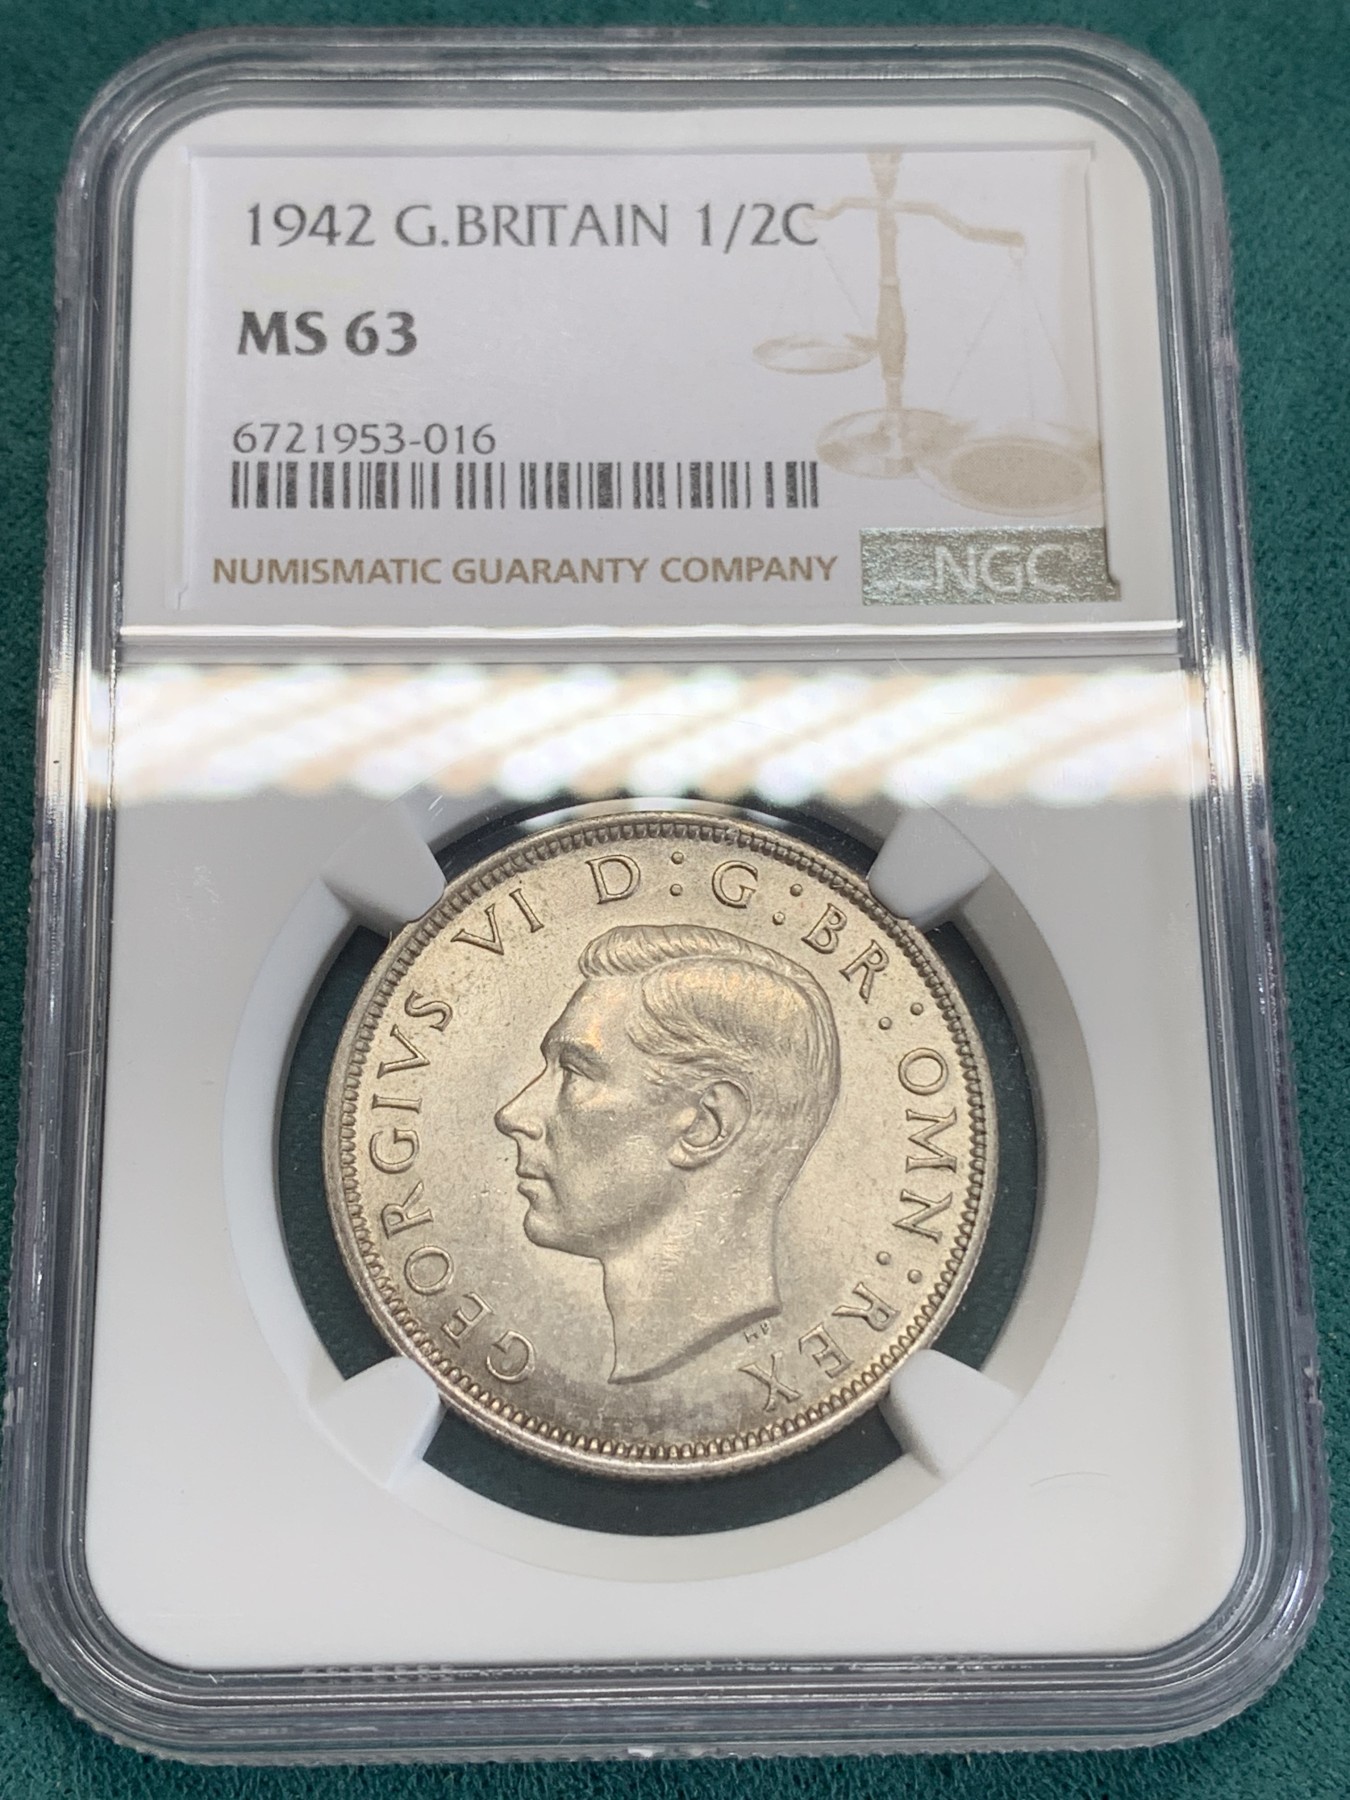 1942 G.BRITAIN 1/2C
MS 63
6721953-016
NUMISMATIC GUARANTY COMPANY
NGC
GEORGIVS VI D:G:BR:OMN:REX
HP